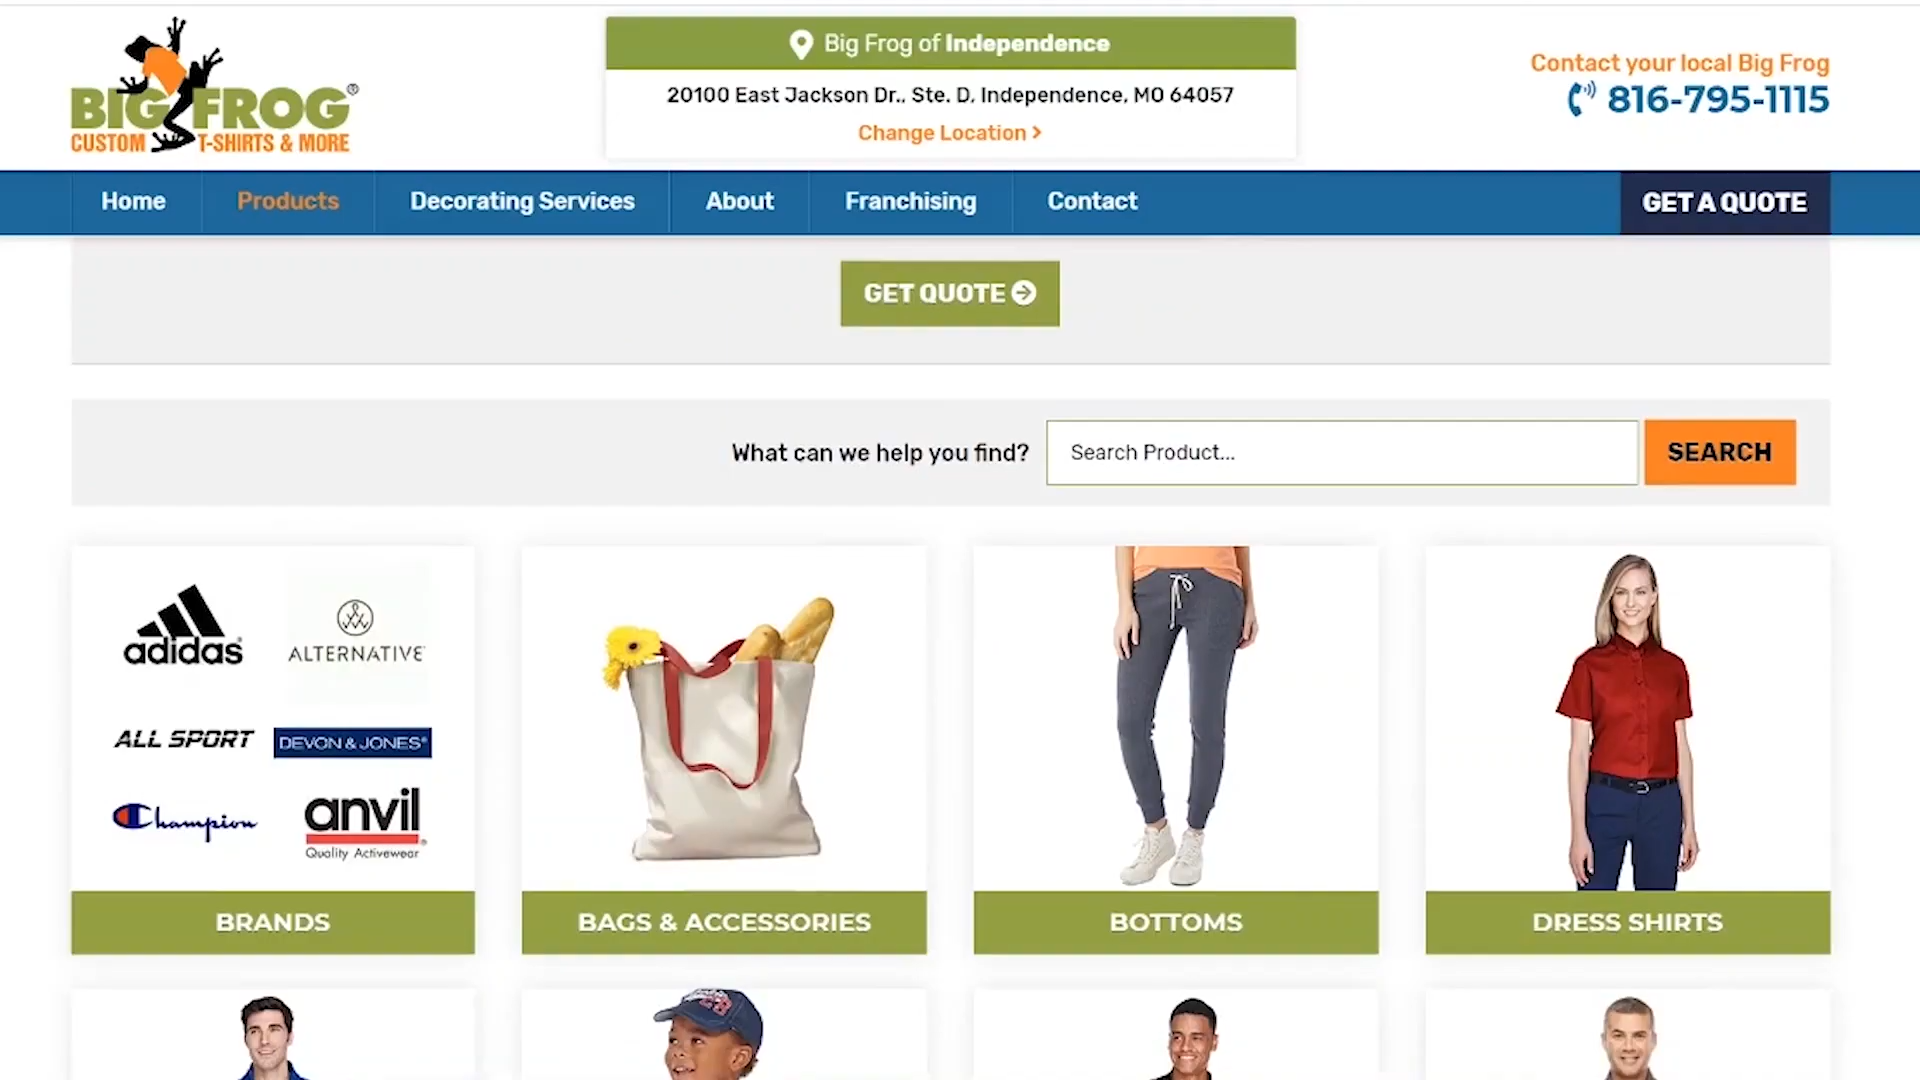 BIG FROG®
CUSTOM T-SHIRTS & MORE
Big Frog of Independence
20100 East Jackson Dr., Ste. D, Independence, MO 64057
Change Location
Contact your local Big Frog
816-795-1115
Home Products Decorating Services About Franchising Contact GET A QUOTE
GET QUOTE
What can we help you find? Search Product... SEARCH
adidas®
ALTERNATIVE
ALL SPORT DEVON & JONES®
Champion
anvil®
Quality Activewear
BRANDS BAGS & ACCESSORIES BOTTOMS DRESS SHIRTS